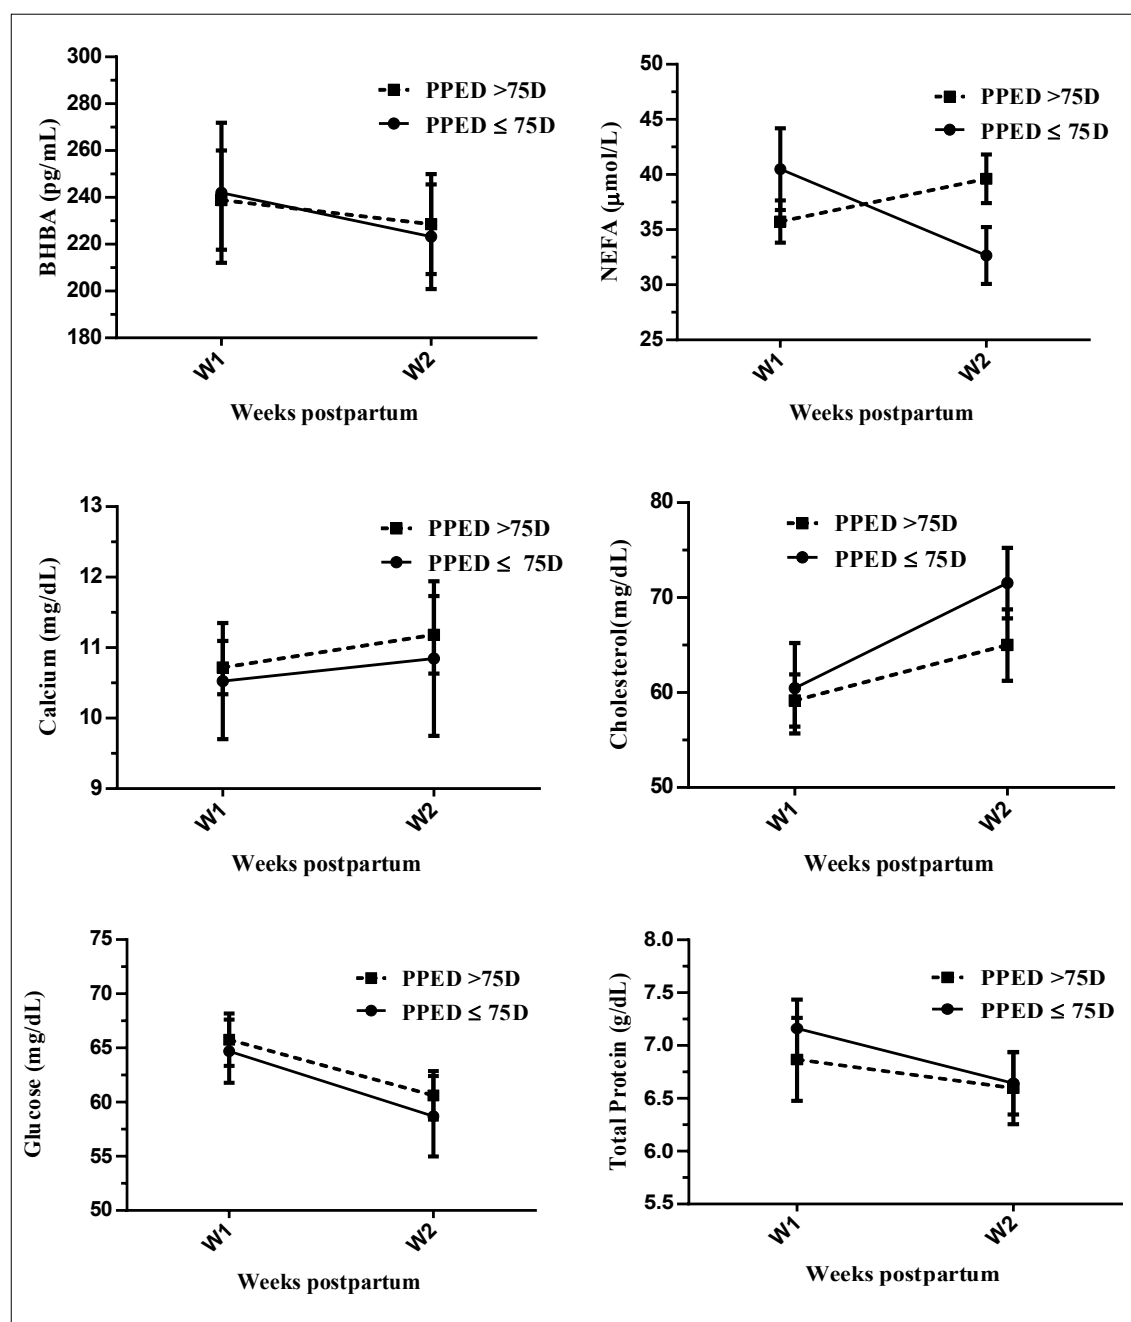 300
280
260
240
220
200
180
BHBA (pg/mL)
PPED >75D
PPED ≤ 75D
W1
W2
Weeks postpartum
50
45
40
35
30
25
NEFA (μmol/L)
PPED >75D
PPED ≤ 75D
W1
W2
Weeks postpartum
13
12
11
10
9
Calcium (mg/dL)
PPED >75D
PPED ≤ 75D
W1
W2
Weeks postpartum
80
70
60
50
Cholesterol(mg/dL)
PPED >75D
PPED ≤ 75D
W1
W2
Weeks postpartum
75
70
65
60
55
50
Glucose (mg/dL)
PPED >75D
PPED ≤ 75D
W1
W2
Weeks postpartum
8.0
7.5
7.0
6.5
6.0
5.5
Total Protein (g/dL)
PPED >75D
PPED ≤ 75D
W1
W2
Weeks postpartum